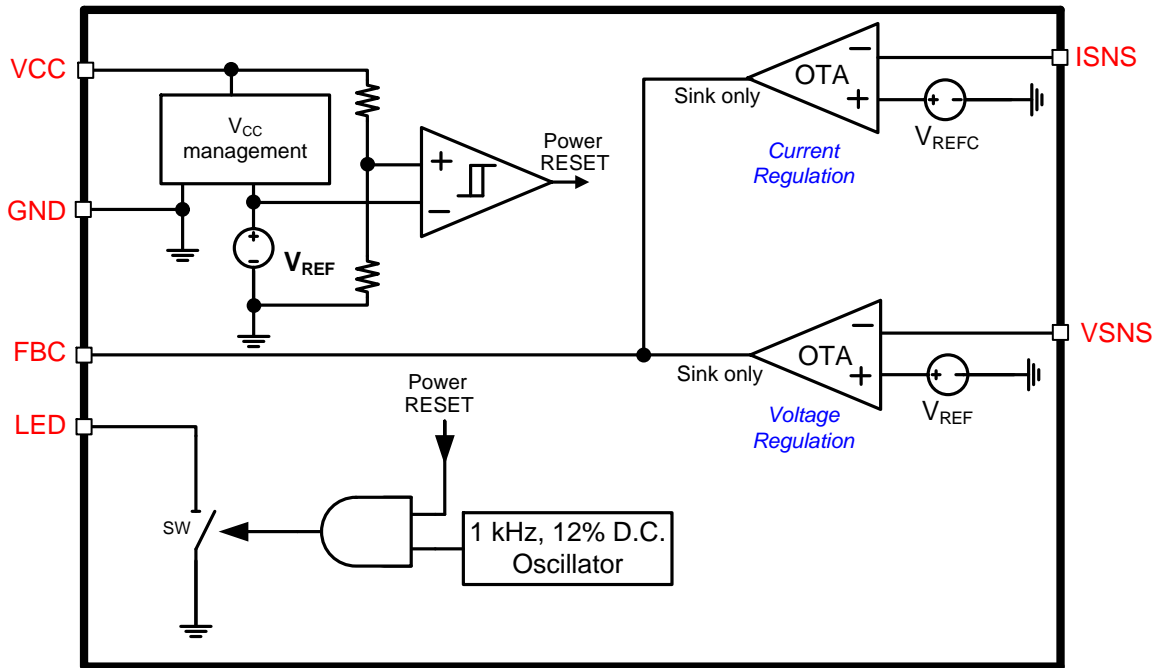 VCC
VCC
management
GND
+
-
VREF
+
-
Power
RESET
FBC
LED
SW
Power
RESET
1 kHz, 12% D.C.
Oscillator
Sink only
OTA
-
+
+ -
VREFC
Current
Regulation
ISNS
Sink only
OTA
-
+
+ -
VREF
Voltage
Regulation
VSNS